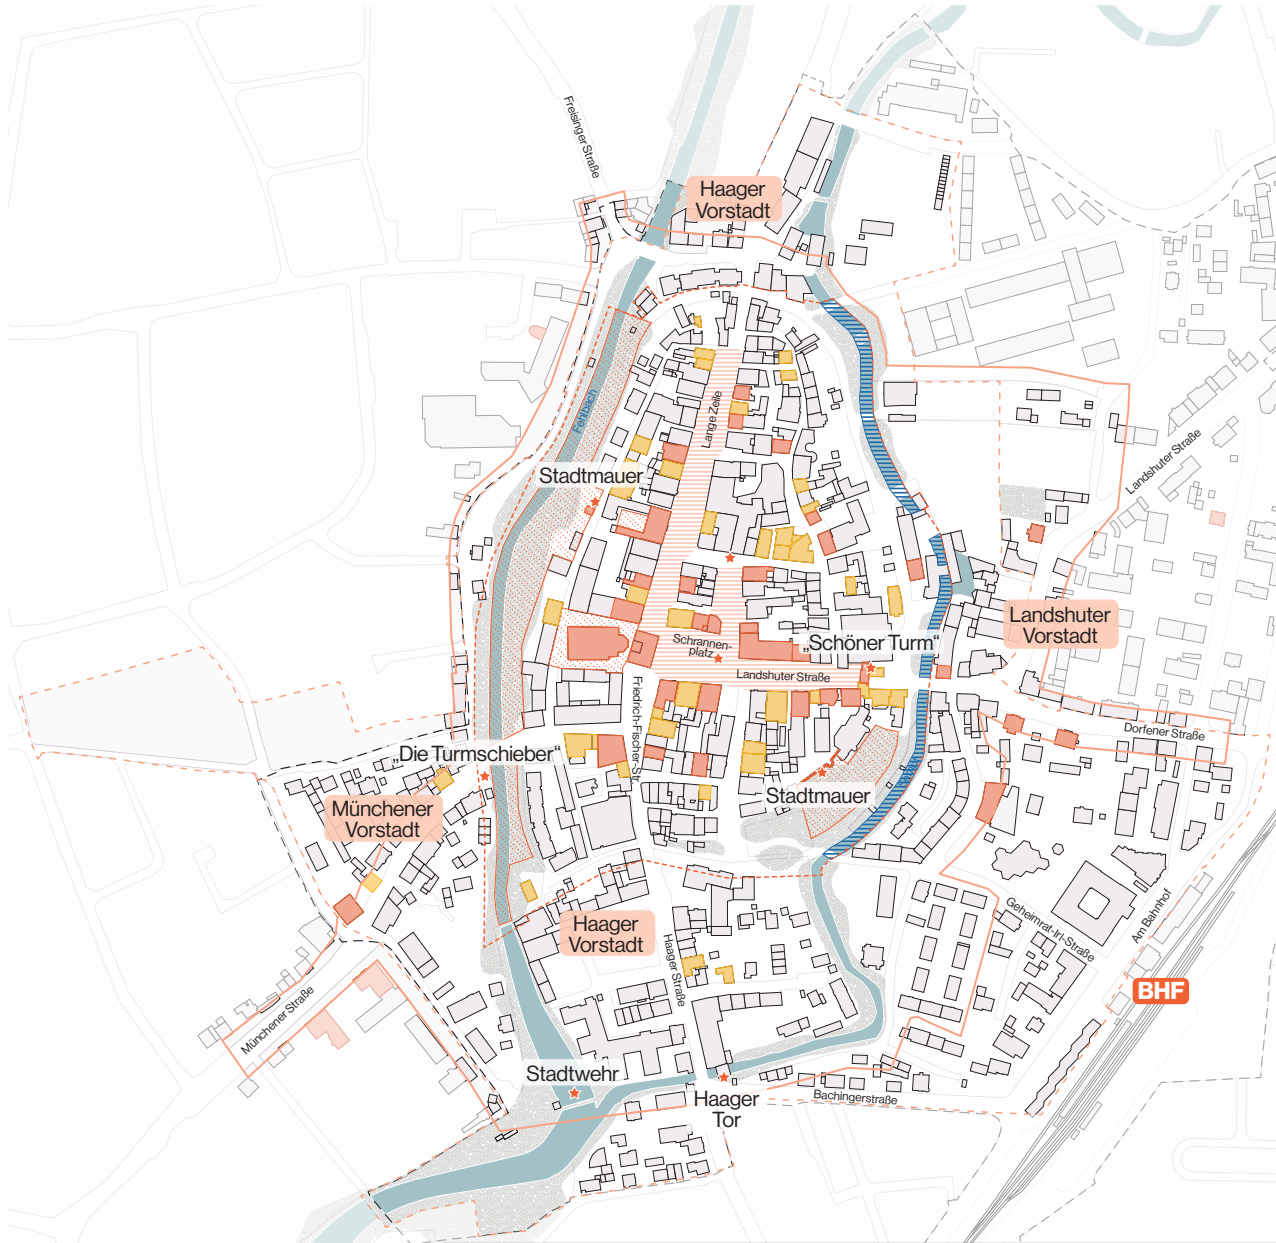 Freisinger Straße
Haager
Vorstadt
Fehlbach
Lange Zeile
Stadtmauer
Landshuter Straße
Landshuter
Vorstadt
Schrannen-
platz
„Schöner Turm“
Landshuter Straße
Friedrich-Fischer-Str.
Dorfener Straße
„Die Turmschieber“
Stadtmauer
Münchener
Vorstadt
Haager
Vorstadt
Haager Straße
Geheimrat-Irl-Straße
Am Bahnhof
BHF
Münchener Straße
Stadtwehr
Haager
Tor
Bachingerstraße